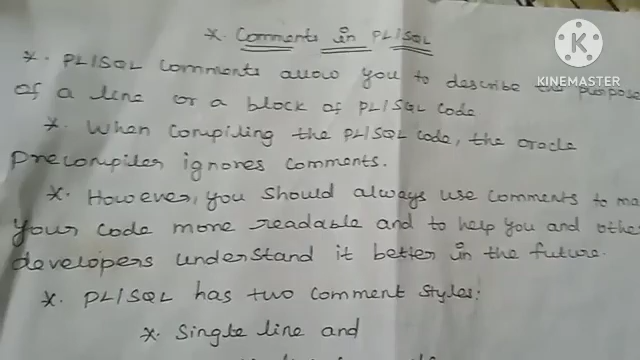 *. Comments in PL/SQL
*. PL/SQL comments allow you to describe the purpose
of a line or a block of PL/SQL code
*. When compiling the PL/SQL code, the oracle
precompiler ignores comments.
*. However, you should always use comments to ma
your code more readable and to help you and othe
developers understand it better in the future.
*. PL/SQL has two comment styles:
*. Single line and
K
KINEMASTER